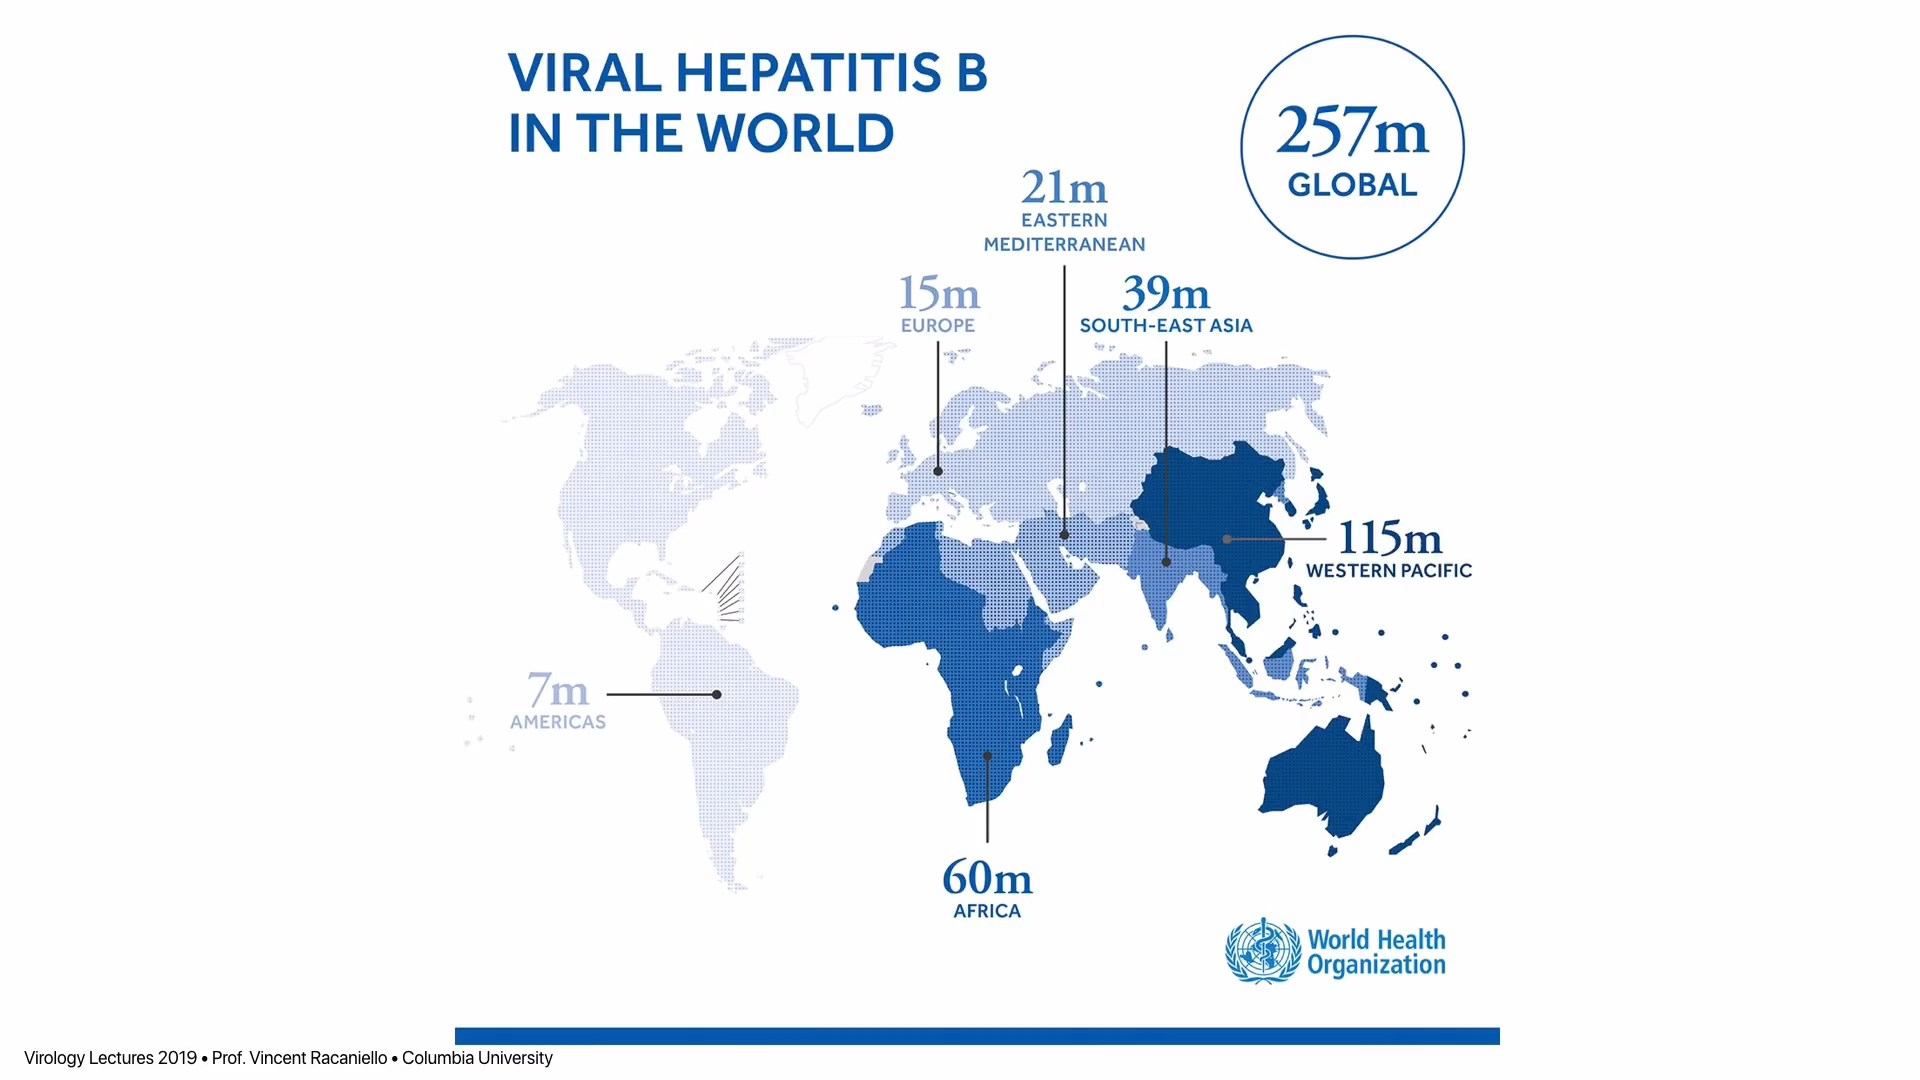 VIRAL HEPATITIS B
IN THE WORLD
257m
GLOBAL
21m
EASTERN
MEDITERRANEAN
15m
EUROPE
39m
SOUTH-EAST ASIA
115m
WESTERN PACIFIC
7m
AMERICAS
60m
AFRICA
World Health
Organization
Virology Lectures 2019 • Prof. Vincent Racaniello • Columbia University